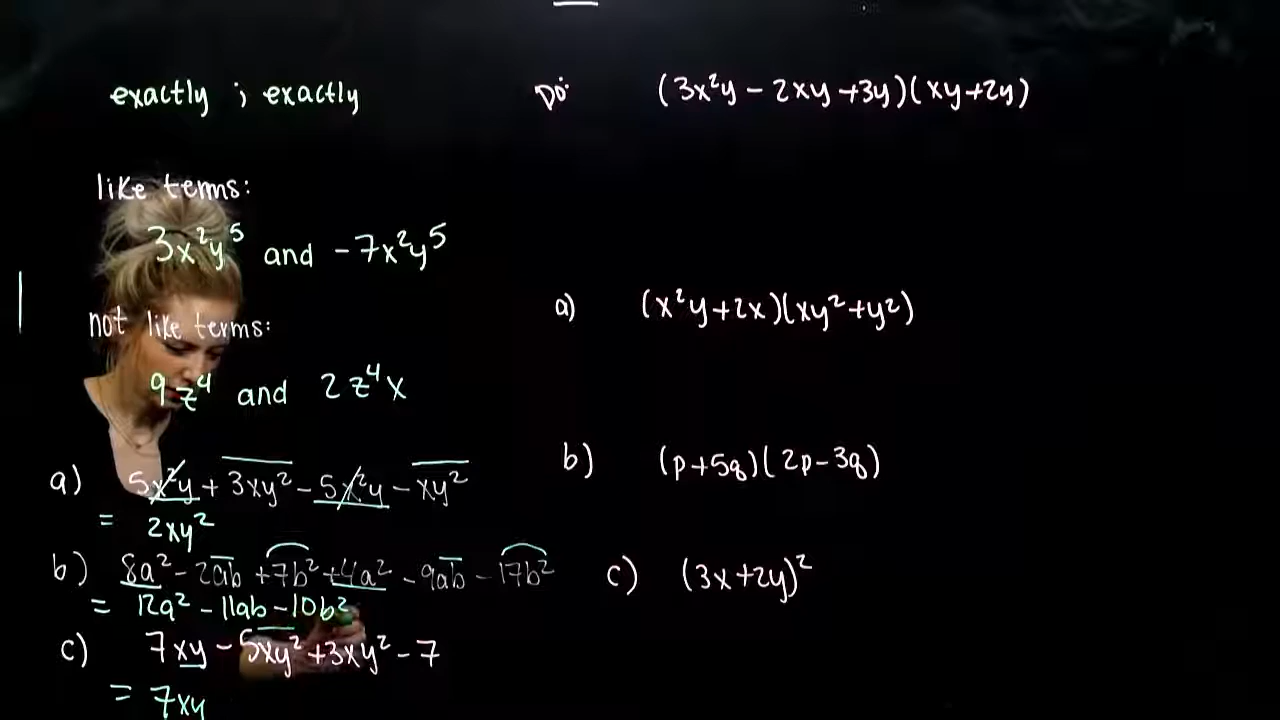 exactly ; exactly
like terms:
3x²y⁵ and -7x²y⁵
not like terms:
9z⁴ and 2z⁴x
a) 5x²y + 3xy² - 5x²y - xy²
= 2xy²
b) 8a² - 2ab + 7b² + 4a² - 9ab - 17b²
= 12a² - 11ab - 10b²
c) 7xy - 5xy² + 3xy² - 7
= 7xy
Do: (3x²y - 2xy + 3y)(xy + 2y)
a) (x²y + 2x)(xy² + y²)
b) (p + 5q)(2p - 3q)
c) (3x + 2y)²